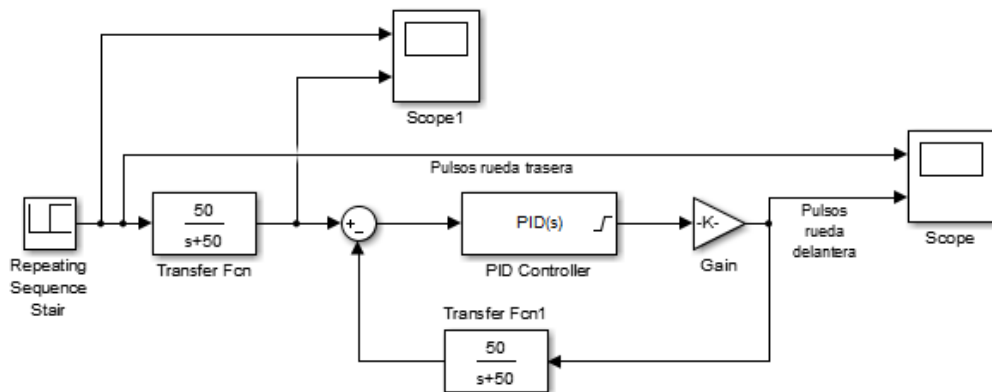 Scope1
Pulsos rueda trasera
50
s+50
Transfer Fcn
Repeating
Sequence
Stair
+
-
PID(s)
PID Controller
-K-
Gain
Pulsos
rueda
delantera
Scope
Transfer Fcn1
50
s+50